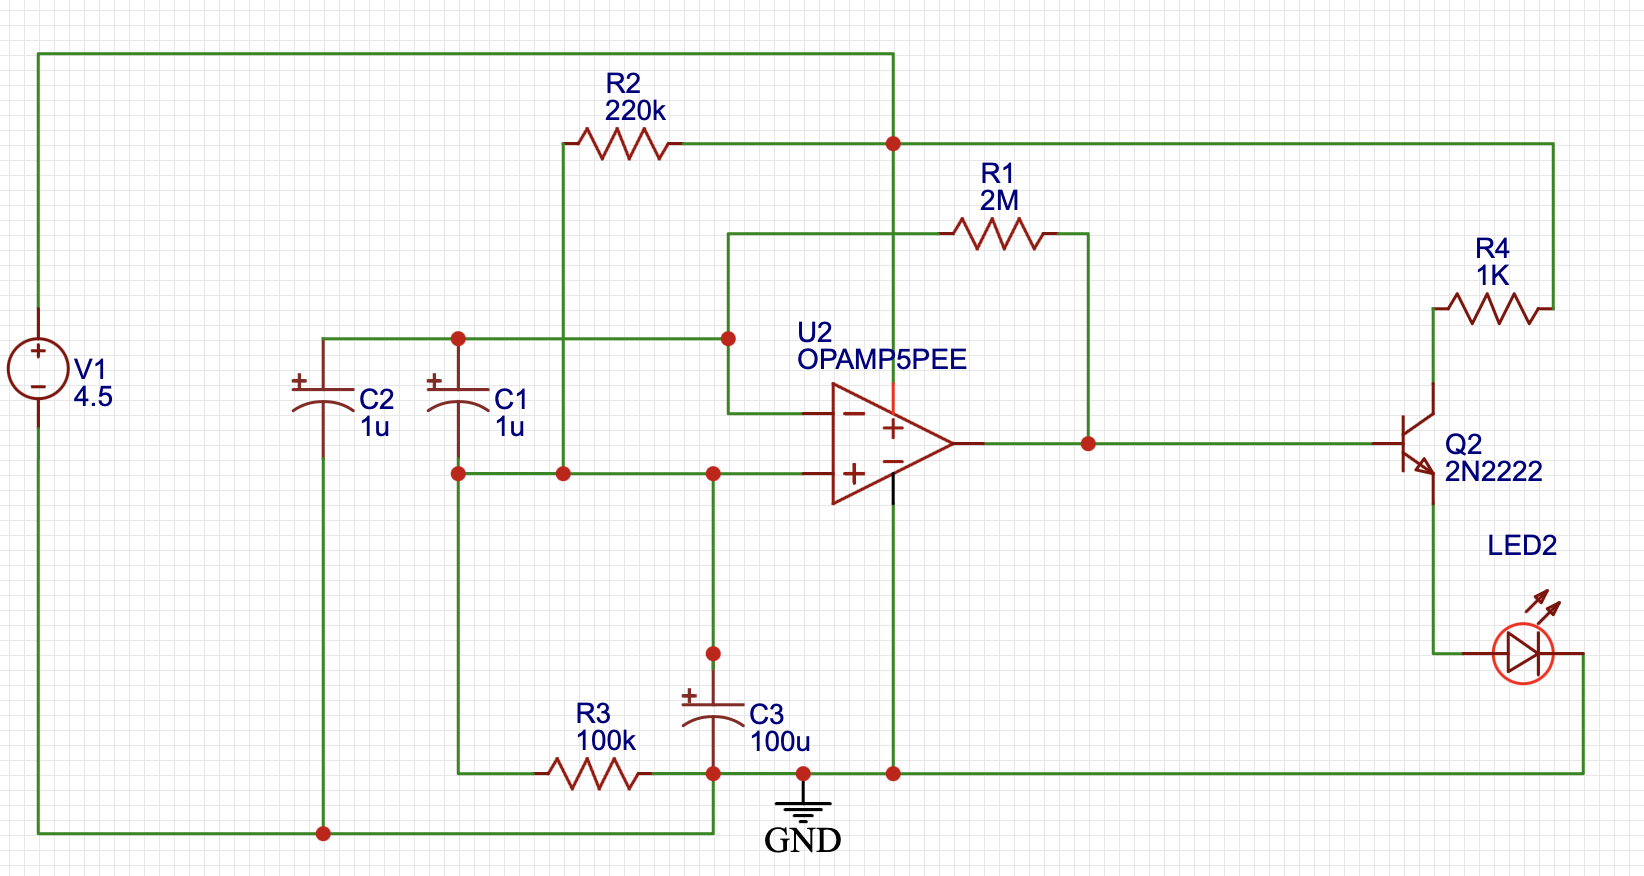 R2
220k
R1
2M
R4
1K
U2
OPAMP5PEE
V1
4.5
C2
1u
C1
1u
Q2
2N2222
LED2
R3
100k
C3
100u
GND